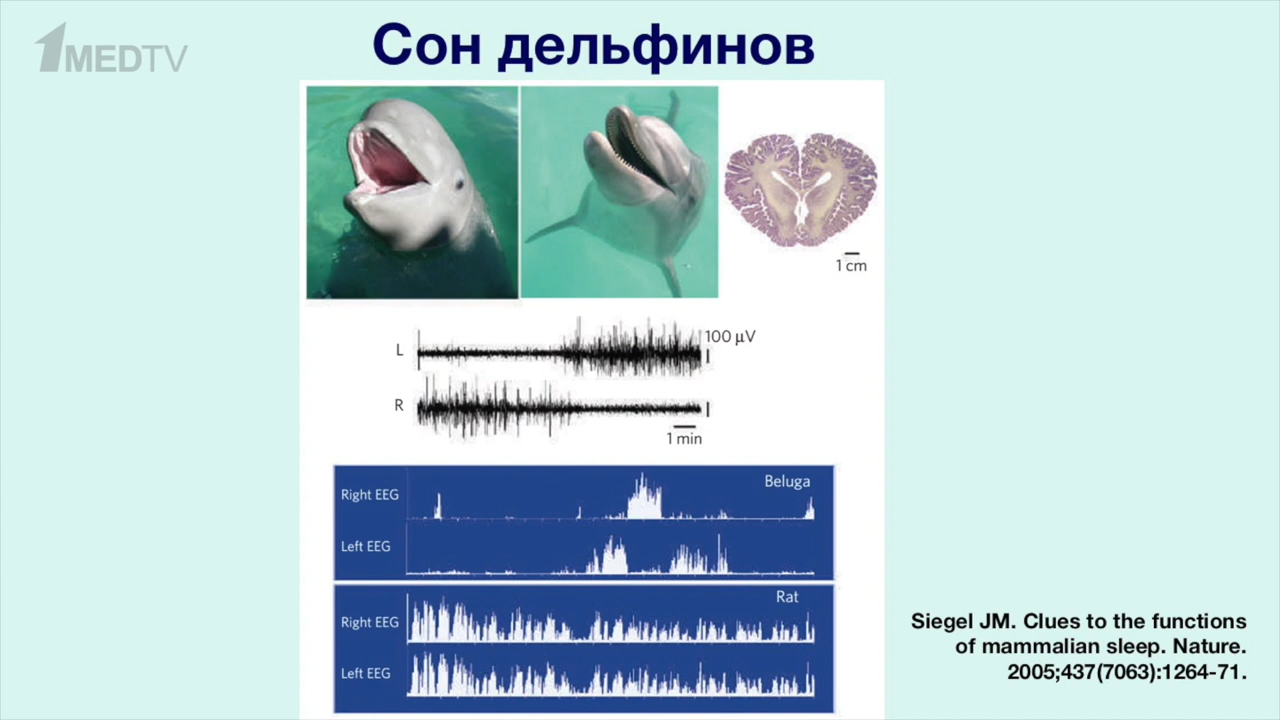 1MEDTV
Сон дельфинов
1 cm
L
100 µV
R
1 min
Beluga
Right EEG
Left EEG
Rat
Right EEG
Left EEG
Siegel JM. Clues to the functions
of mammalian sleep. Nature.
2005;437(7063):1264-71.